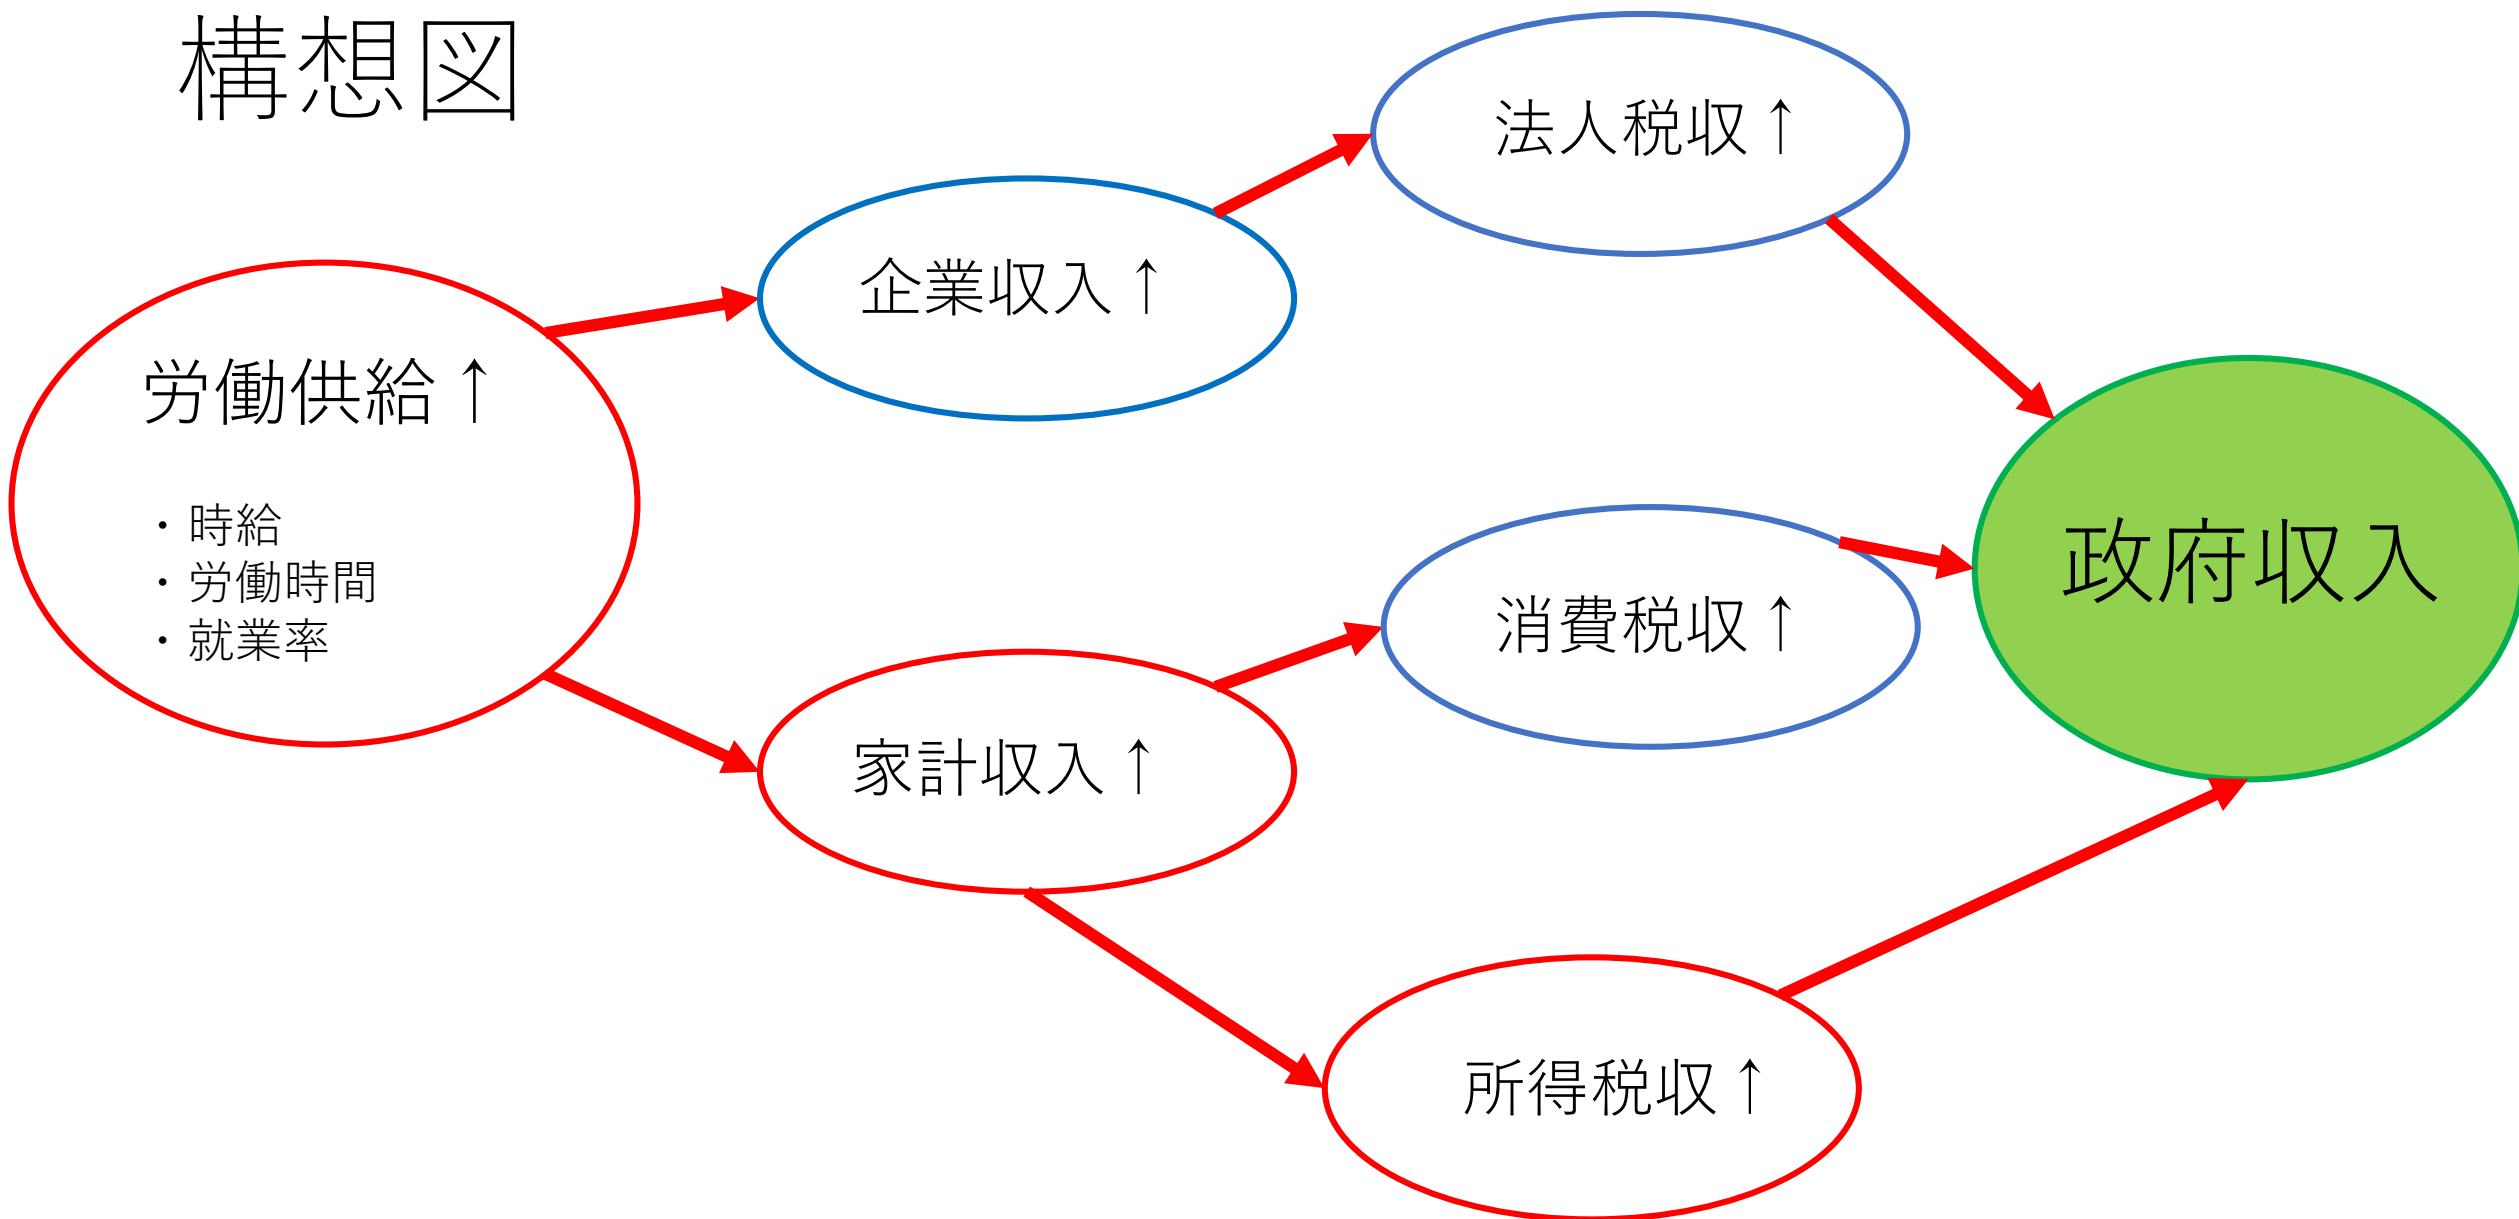 構想図
法人税収↑
企業収入↑
労働供給↑
• 時給
• 労働時間
• 就業率
政府収入
消費税収↑
家計収入↑
所得税収↑